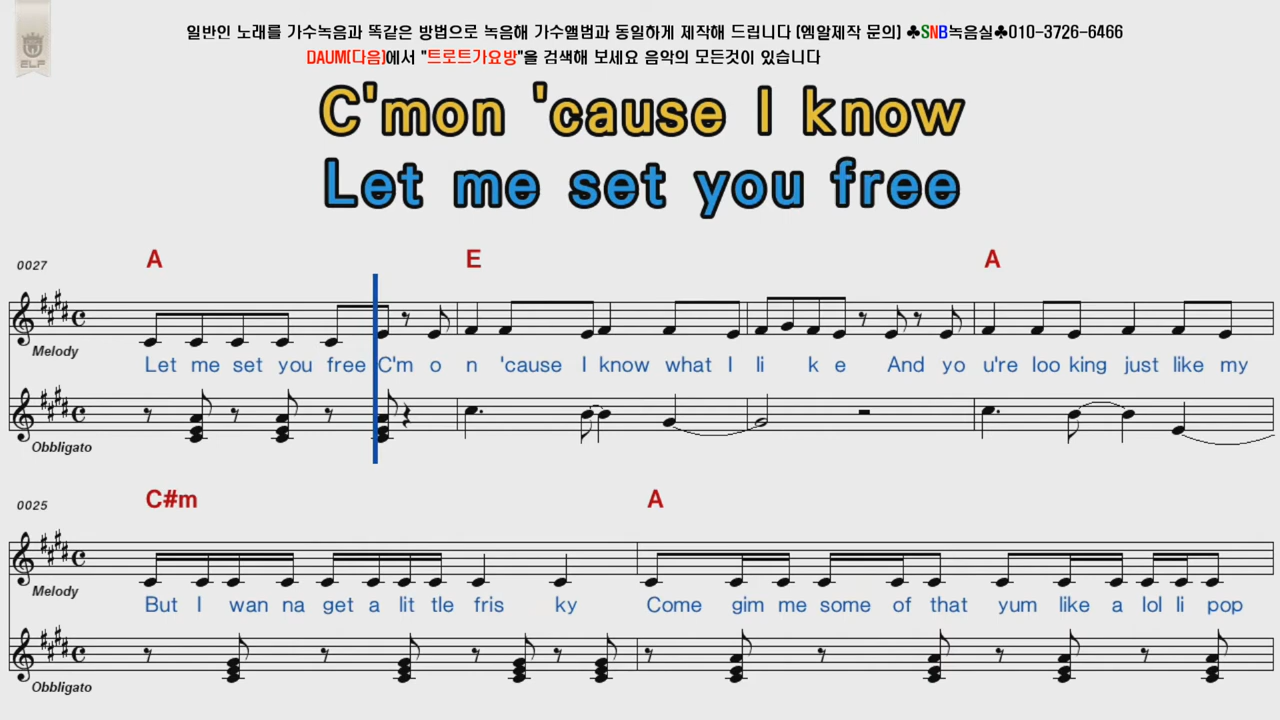 ELF
일반인 노래를 가수녹음과 똑같은 방법으로 녹음해 가수앨범과 동일하게 제작해 드립니다 (엠알제작 문의) ♣SNB녹음실♣010-3726-6466
DAUM(다음)에서 "트로트가요방"을 검색해 보세요 음악의 모든것이 있습니다
C'mon 'cause I know
Let me set you free
0027 A E A
Melody
Let me set you free C'm o n 'cause I know what I li k e And yo u're loo king just like my
Obbligato
0025 C#m A
Melody
But I wan na get a lit tle fris ky Come gim me some of that yum like a lol li pop
Obbligato